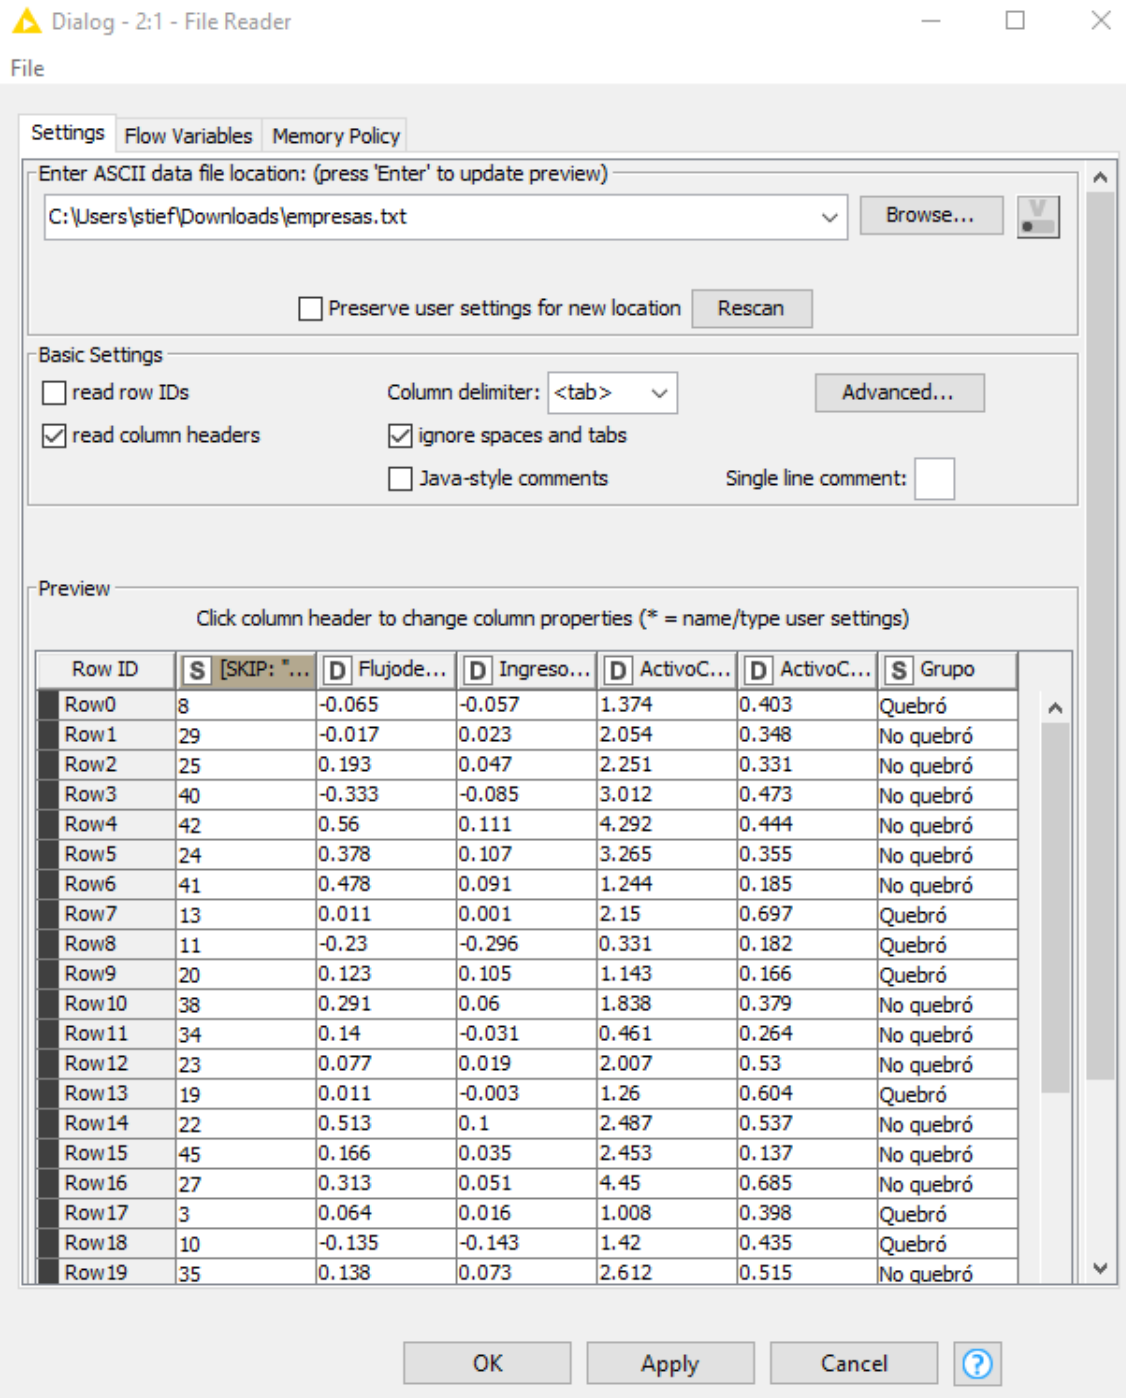 Dialog - 2:1 - File Reader
File
Settings Flow Variables Memory Policy
Enter ASCII data file location: (press 'Enter' to update preview)
C:\Users\stief\Downloads\empresas.txt Browse... V
Preserve user settings for new location Rescan
Basic Settings
read row IDs Column delimiter: <tab> Advanced...
read column headers ignore spaces and tabs
Java-style comments Single line comment:
Preview
Click column header to change column properties (* = name/type user settings)
Row ID S [SKIP: "... D Flujode... D Ingreso... D ActivoC... D ActivoC... S Grupo
Row0 8 -0.065 -0.057 1.374 0.403 Quebró
Row1 29 -0.017 0.023 2.054 0.348 No quebró
Row2 25 0.193 0.047 2.251 0.331 No quebró
Row3 40 -0.333 -0.085 3.012 0.473 No quebró
Row4 42 0.56 0.111 4.292 0.444 No quebró
Row5 24 0.378 0.107 3.265 0.355 No quebró
Row6 41 0.478 0.091 1.244 0.185 No quebró
Row7 13 0.011 0.001 2.15 0.697 Quebró
Row8 11 -0.23 -0.296 0.331 0.182 Quebró
Row9 20 0.123 0.105 1.143 0.166 Quebró
Row10 38 0.291 0.06 1.838 0.379 No quebró
Row11 34 0.14 -0.031 0.461 0.264 No quebró
Row12 23 0.077 0.019 2.007 0.53 No quebró
Row13 19 0.011 -0.003 1.26 0.604 Quebró
Row14 22 0.513 0.1 2.487 0.537 No quebró
Row15 45 0.166 0.035 2.453 0.137 No quebró
Row16 27 0.313 0.051 4.45 0.685 No quebró
Row17 3 0.064 0.016 1.008 0.398 Quebró
Row18 10 -0.135 -0.143 1.42 0.435 Quebró
Row19 35 0.138 0.073 2.612 0.515 No quebró
OK Apply Cancel ?